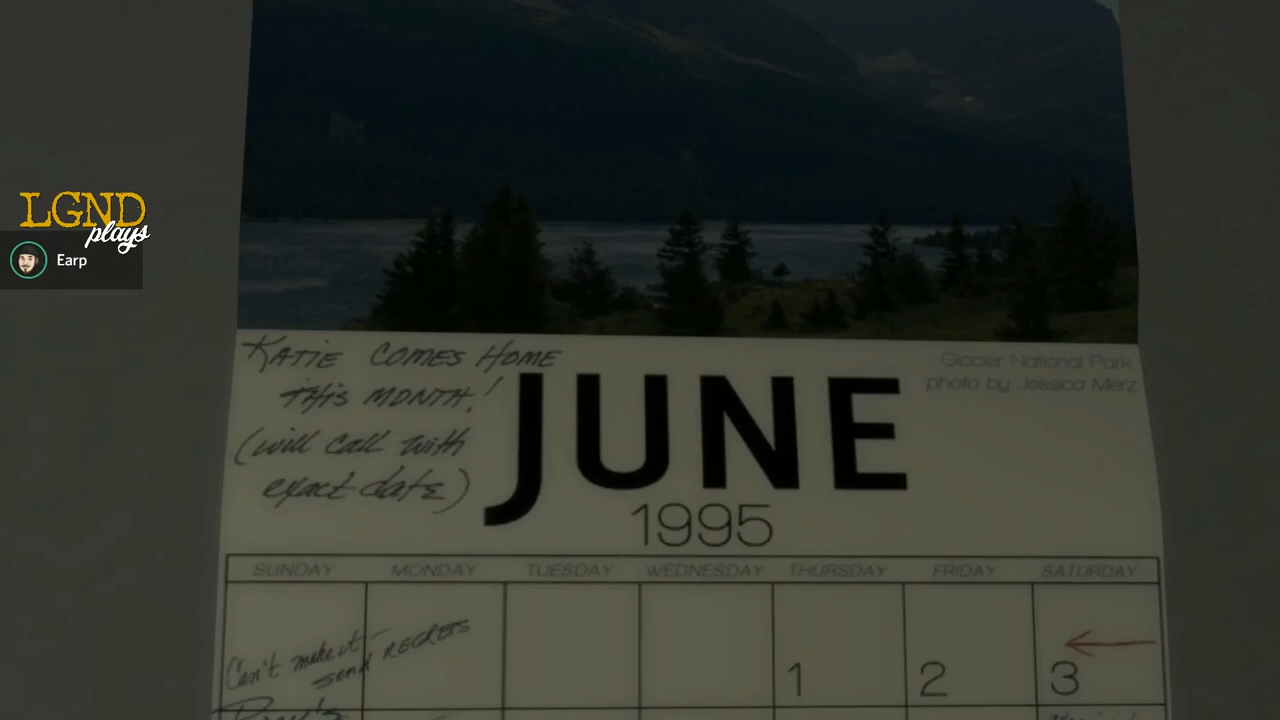 LGND
plays
Earp
KATIE COMES HOME
THIS MONTH!
(will call with
exact date)
JUNE
1995
Glacier National Park
photo by Jessica Merz
SUNDAY MONDAY TUESDAY WEDNESDAY THURSDAY FRIDAY SATURDAY
Can't make it -
send REGRETS
1 2 3